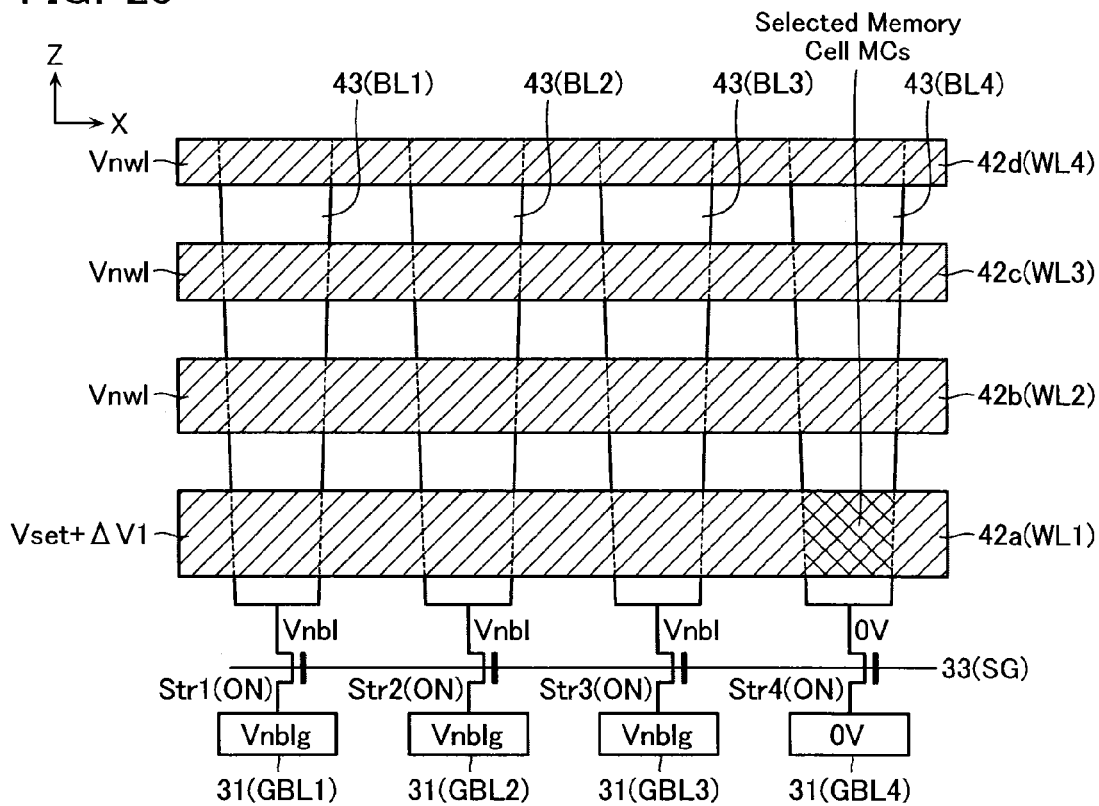 Selected Memory
Cell MCs
Z
X
43(BL1)
43(BL2)
43(BL3)
43(BL4)
Vnwl
42d(WL4)
Vnwl
42c(WL3)
Vnwl
42b(WL2)
Vset+ΔV1
42a(WL1)
Vnbl
Vnbl
Vnbl
0V
33(SG)
Str1(ON)
Str2(ON)
Str3(ON)
Str4(ON)
Vnblg
Vnblg
Vnblg
0V
31(GBL1)
31(GBL2)
31(GBL3)
31(GBL4)